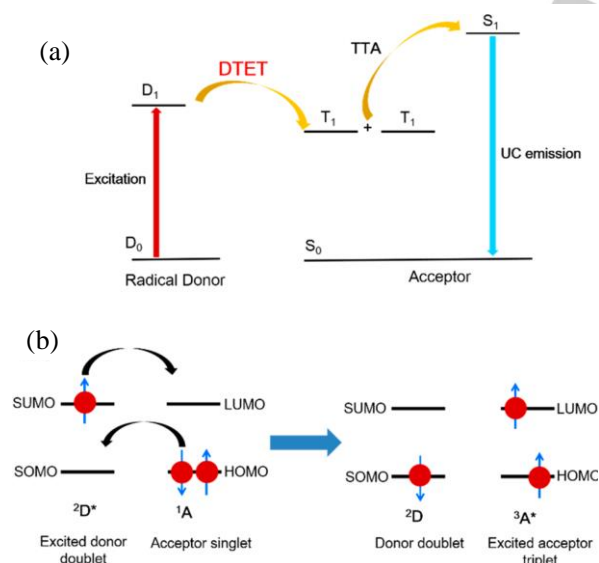 (a)
S₁
TTA
DTET
D₁
T₁ + T₁
Excitation
UC emission
D₀
S₀
Radical Donor
Acceptor
(b)
SUMO LUMO SUMO LUMO
SOMO HOMO SOMO HOMO
²D* ¹A ²D ³A*
Excited donor doublet
Acceptor singlet
Donor doublet
Excited acceptor triplet